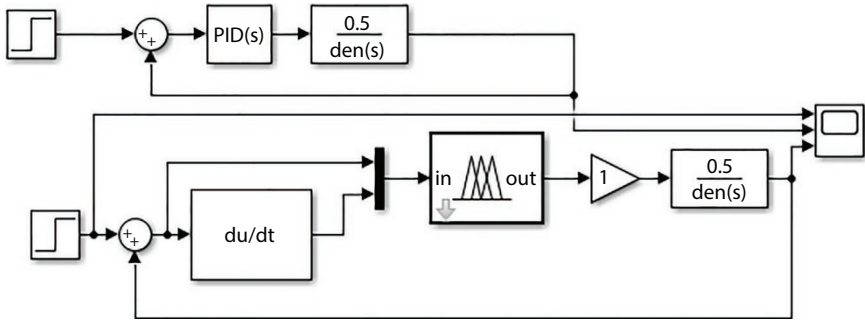 +
+
PID(s)
0.5
den(s)
+
+
du/dt
in
out
1
0.5
den(s)